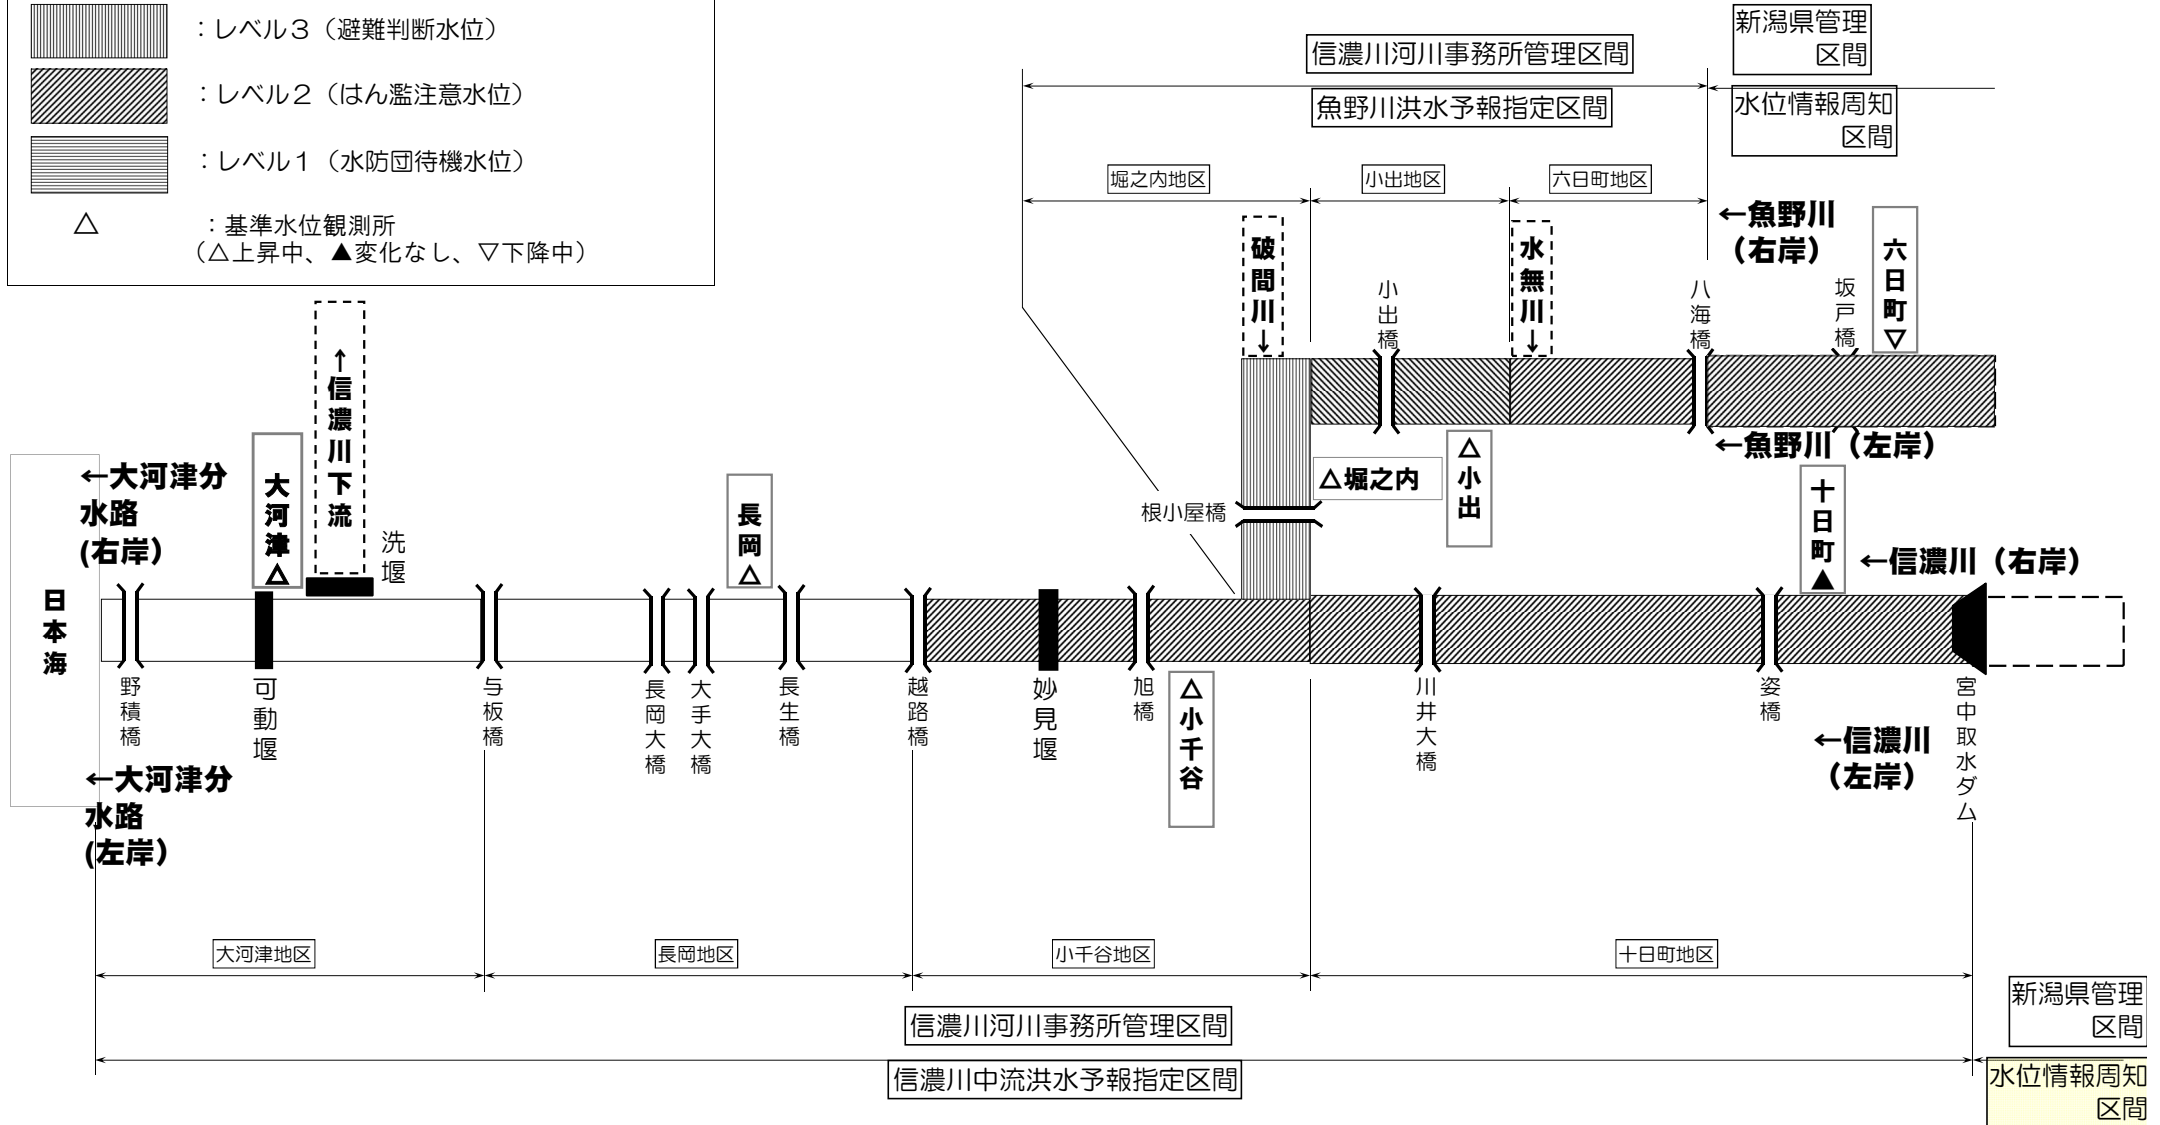 ：レベル３（避難判断水位）
：レベル２（はん濫注意水位）
：レベル１（水防団待機水位）
△ ：基準水位観測所
（△上昇中、▲変化なし、▽下降中）
信濃川河川事務所管理区間
魚野川洪水予報指定区間
新潟県管理
区間
水位情報周知
区間
堀之内地区
小出地区
六日町地区
破間川↓
水無川↓
小出橋
八海橋
坂戸橋
六日町▽
←魚野川
（右岸）
←魚野川（左岸）
△堀之内
△小出
根小屋橋
十日町▲
←信濃川（右岸）
←信濃川
（左岸）
←信濃川下流
洗堰
大河津△
長岡△
←大河津分
水路
(右岸）
日本海
←大河津分
水路
(左岸）
野積橋
可動堰
与板橋
長岡大橋
大手大橋
長生橋
越路橋
妙見堰
旭橋
△小千谷
川井大橋
姿橋
宮中取水ダム
大河津地区
長岡地区
小千谷地区
十日町地区
信濃川河川事務所管理区間
信濃川中流洪水予報指定区間
新潟県管理
区間
水位情報周知
区間